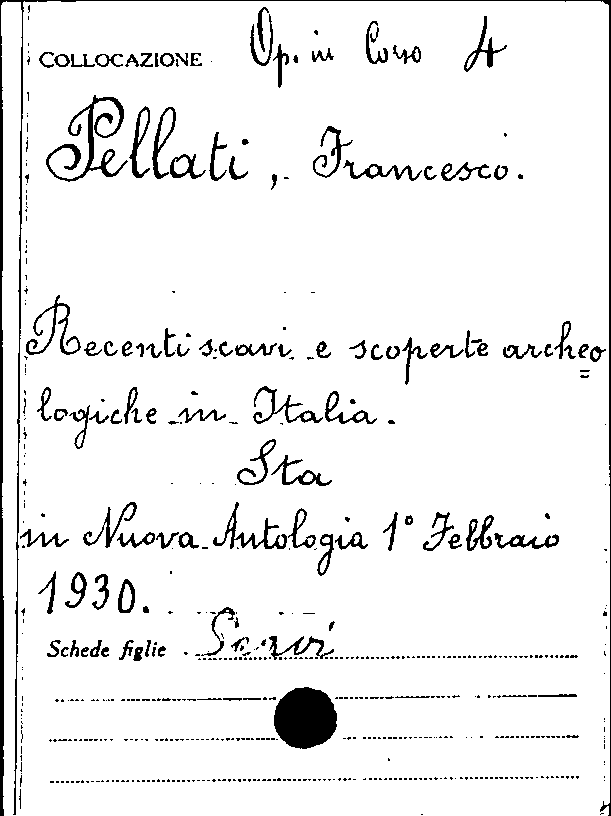 COLLOCAZIONE Op. in Corso 4
Pellati, Francesco.
Recenti scavi e scoperte archeo
logiche in Italia.
Sta
in Nuova Antologia 1° Febbraio
1930.
Schede figlie Scavi